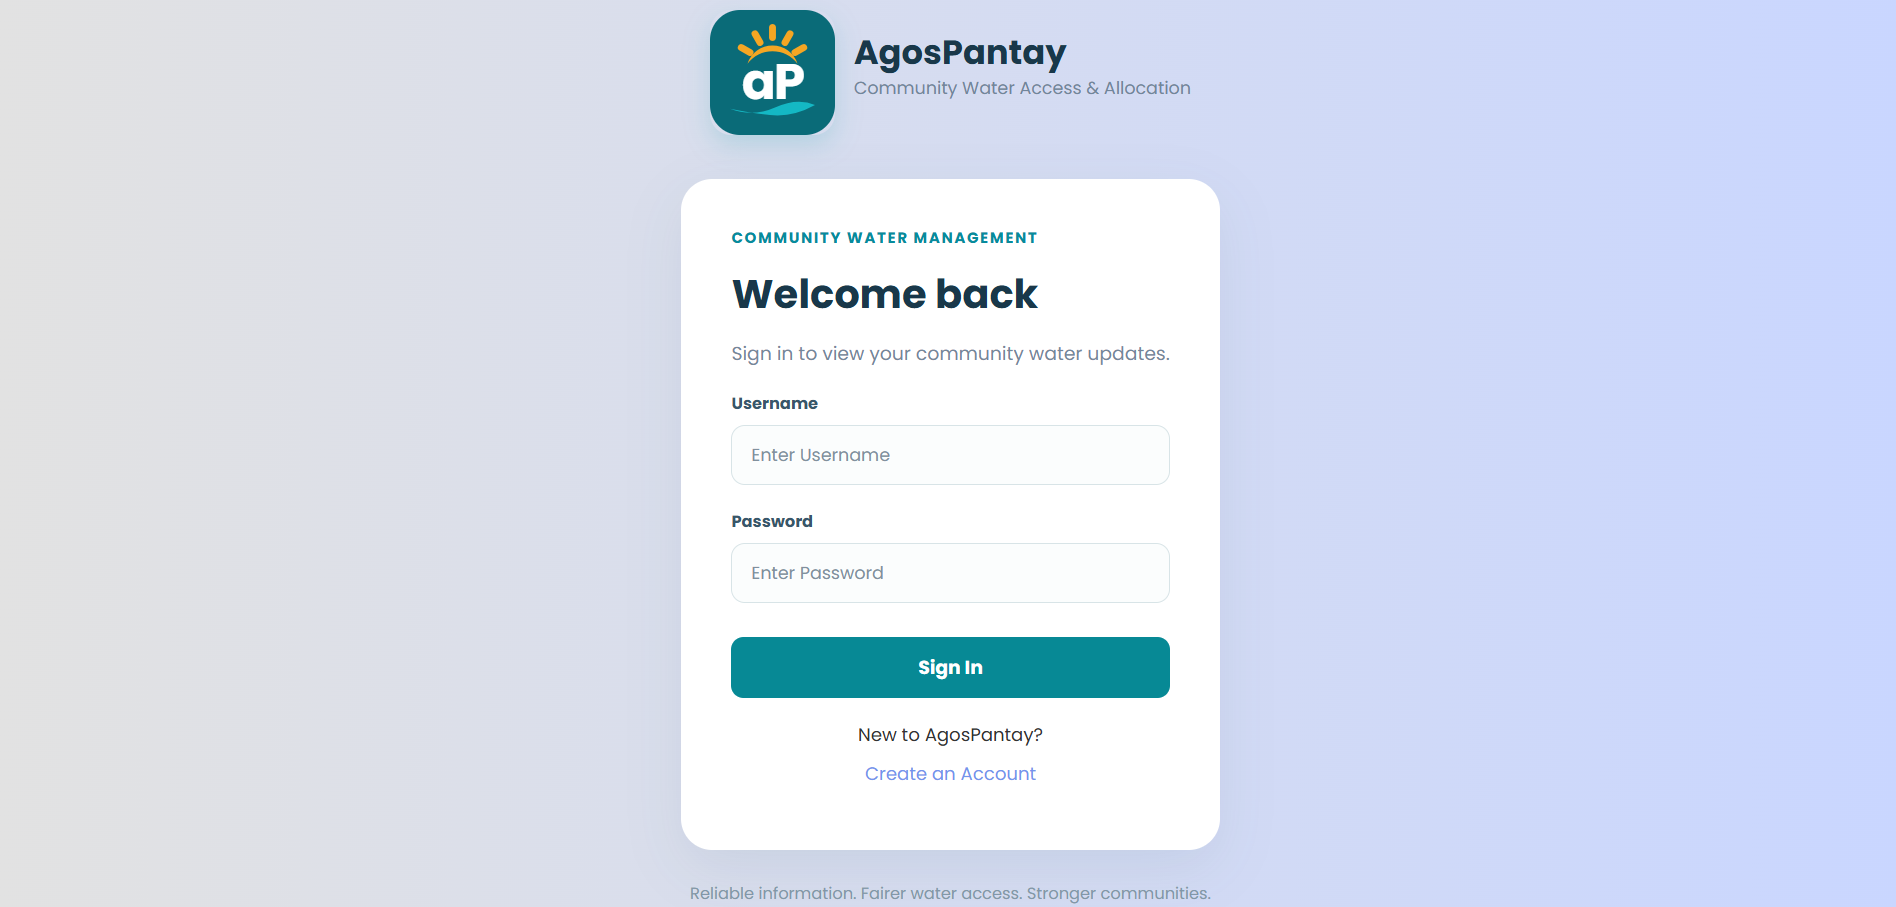 aP
AgosPantay
Community Water Access & Allocation
COMMUNITY WATER MANAGEMENT
Welcome back
Sign in to view your community water updates.
Username
Enter Username
Password
Enter Password
Sign In
New to AgosPantay?
Create an Account
Reliable information. Fairer water access. Stronger communities.